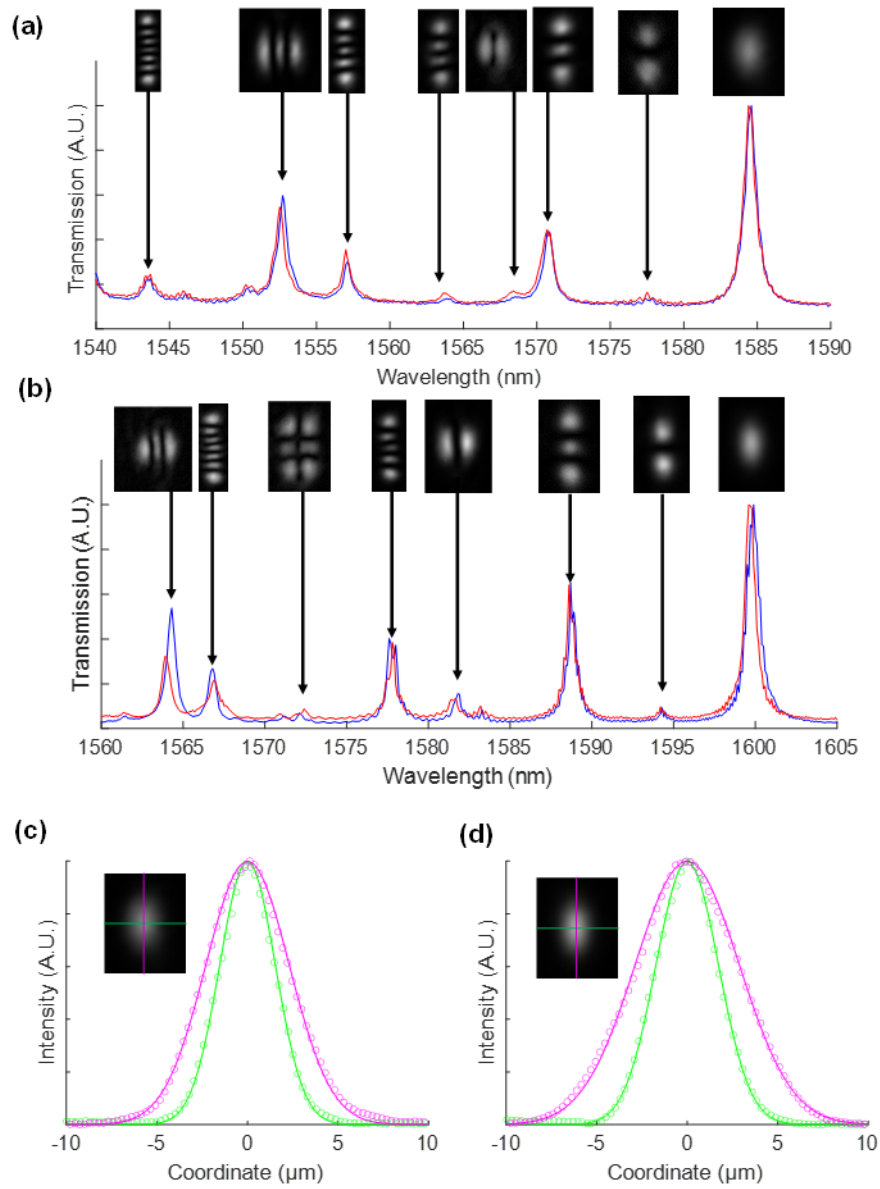 (a)
Transmission (A.U.)
1540 1545 1550 1555 1560 1565 1570 1575 1580 1585 1590
Wavelength (nm)
(b)
Transmission (A.U.)
1560 1565 1570 1575 1580 1585 1590 1595 1600 1605
Wavelength (nm)
(c) (d)
Intensity (A.U.) Intensity (A.U.)
-10 -5 0 5 10 -10 -5 0 5 10
Coordinate (μm) Coordinate (μm)